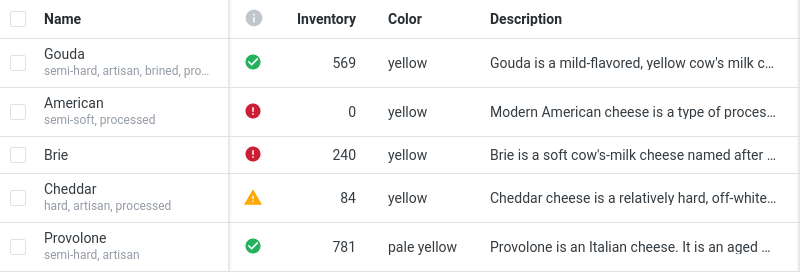 Name Inventory Color Description
Gouda 569 yellow Gouda is a mild-flavored, yellow cow's milk c…
semi-hard, artisan, brined, pro…
American 0 yellow Modern American cheese is a type of proces…
semi-soft, processed
Brie 240 yellow Brie is a soft cow's-milk cheese named after …
Cheddar 84 yellow Cheddar cheese is a relatively hard, off-white…
hard, artisan, processed
Provolone 781 pale yellow Provolone is an Italian cheese. It is an aged …
semi-hard, artisan